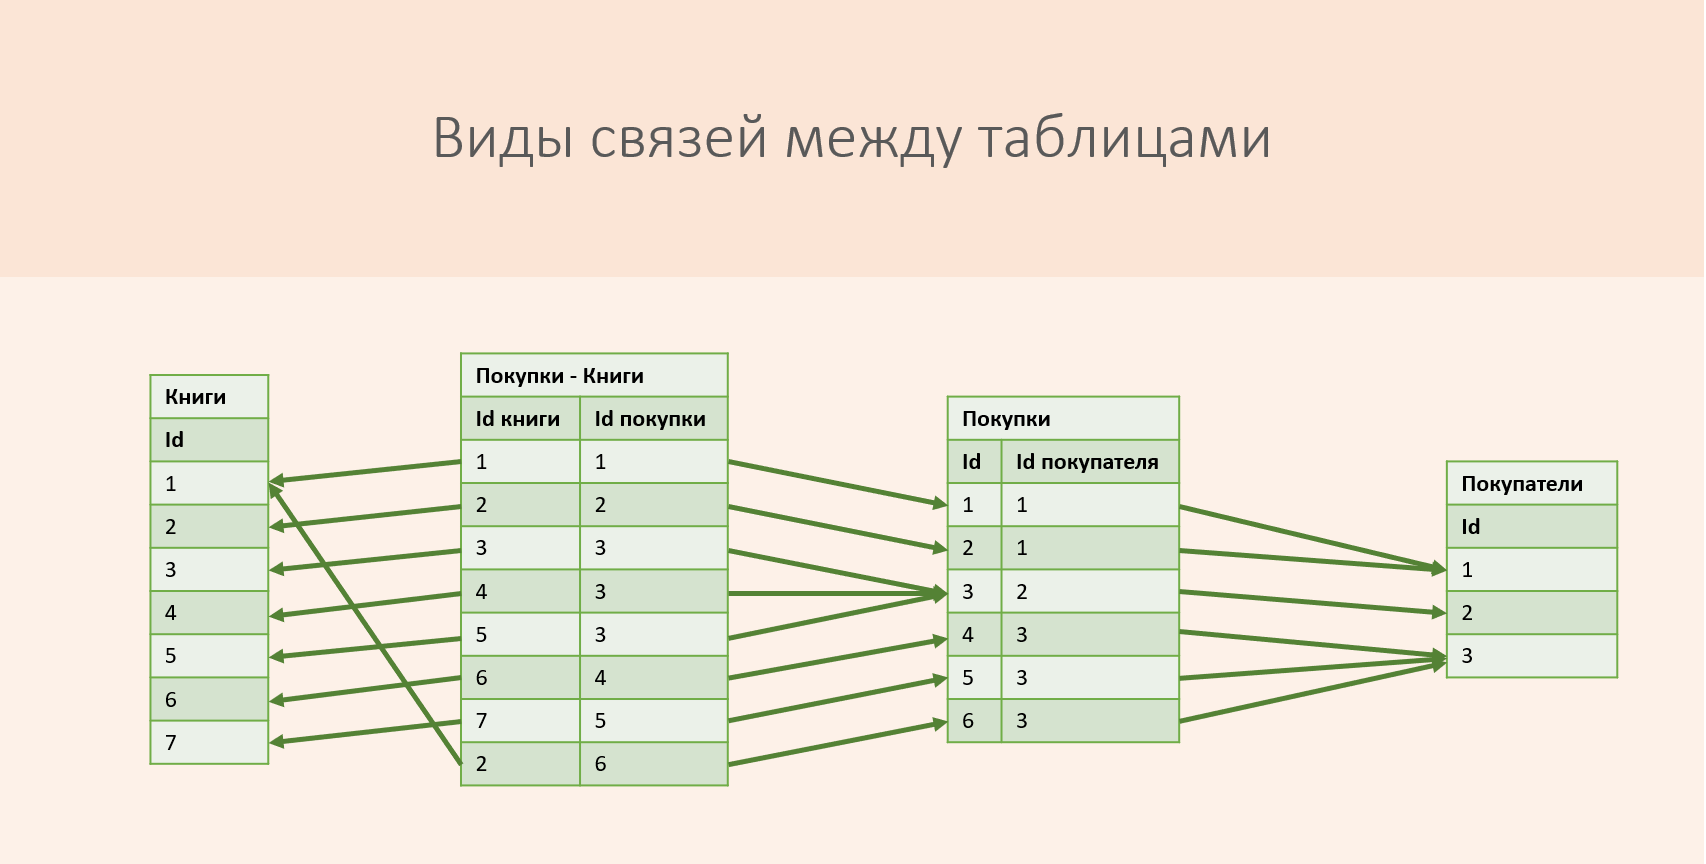 Виды связей между таблицами
Книги
Id
1
2
3
4
5
6
7
Покупки - Книги
Id книги Id покупки
1 1
2 2
3 3
4 3
5 3
6 4
7 5
2 6
Покупки
Id Id покупателя
1 1
2 1
3 2
4 3
5 3
6 3
Покупатели
Id
1
2
3